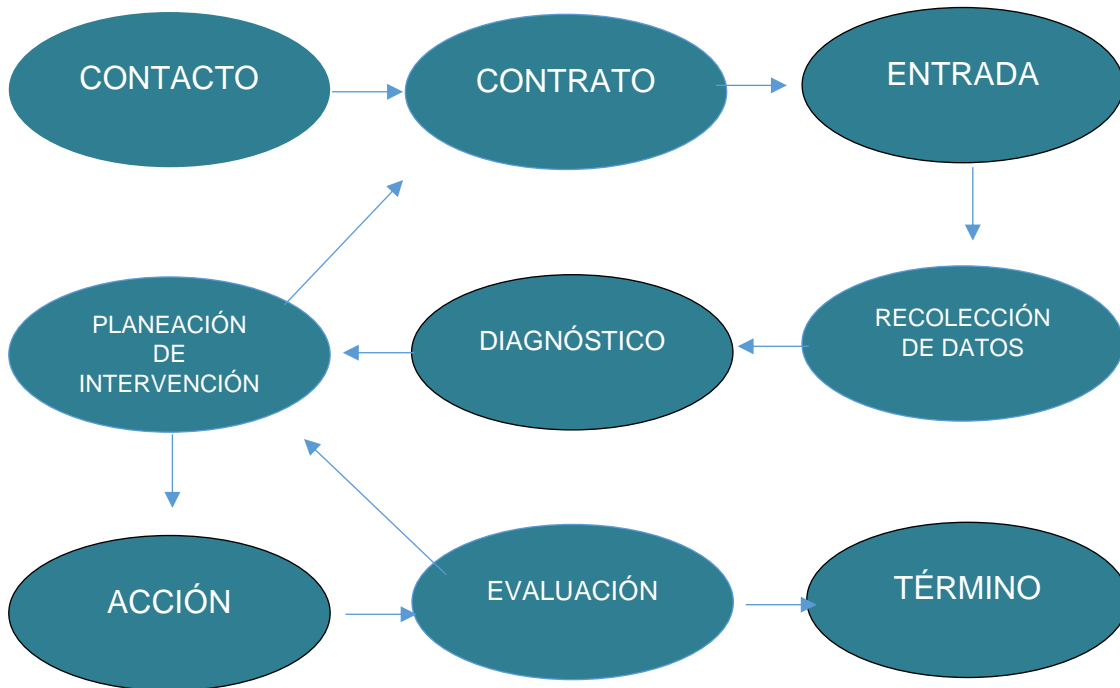 CONTACTO
CONTRATO
ENTRADA
PLANEACIÓN
DE
INTERVENCIÓN
DIAGNÓSTICO
RECOLECCIÓN
DE DATOS
ACCIÓN
EVALUACIÓN
TÉRMINO